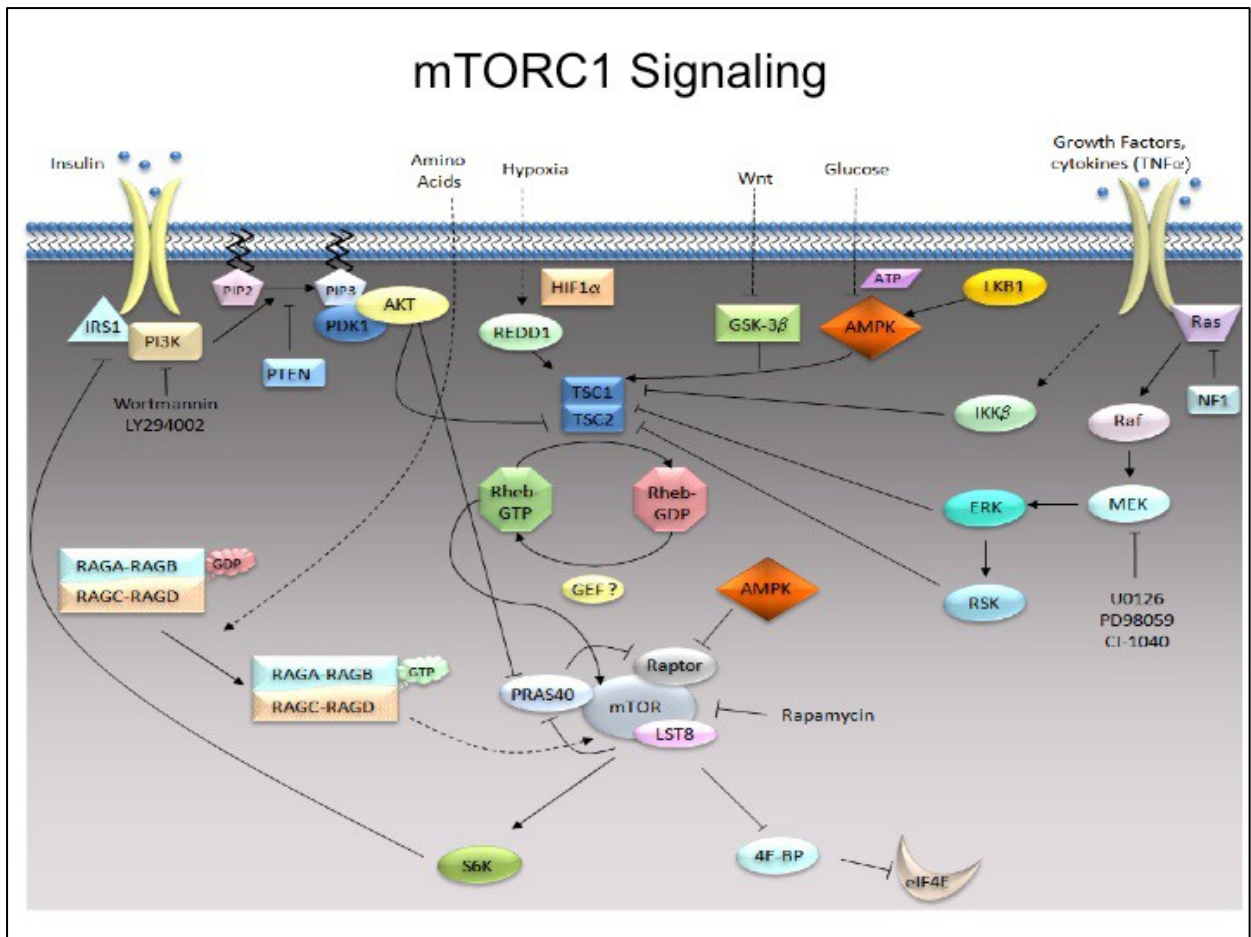 mTORC1 Signaling
Insulin
Amino
Acids
Hypoxia
Wnt
Glucose
Growth Factors,
cytokines (TNFα)
PIP2
PIP3
HIF1α
ATP
LKB1
IRS1
PI3K
PDK1
AKT
REDD1
GSK-3β
AMPK
Ras
PTEN
Wortmannin
LY294002
TSC1
TSC2
IKKβ
Raf
NF1
Rheb-
GTP
Rheb-
GDP
ERK
MEK
RAGA-RAGB
GDP
RAGC-RAGD
GEF ?
AMPK
RSK
U0126
PD98059
CI-1040
RAGA-RAGB
GTP
RAGC-RAGD
PRAS40
Raptor
mTOR
LST8
Rapamycin
S6K
4E-BP
eIF4E